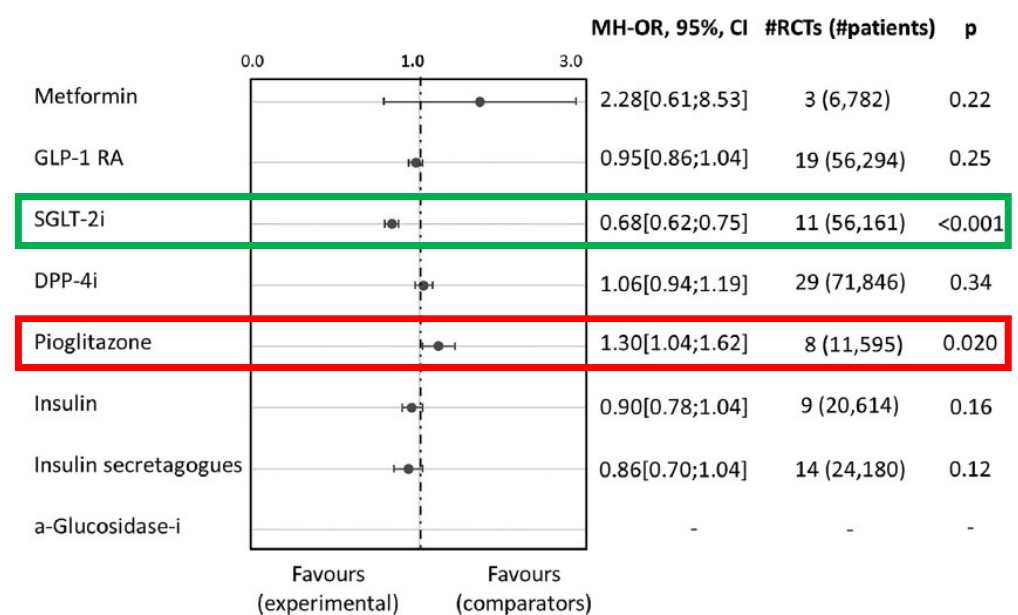 MH-OR, 95%, CI #RCTs (#patients) p
0.0 1.0 3.0
Metformin 2.28[0.61;8.53] 3 (6,782) 0.22
GLP-1 RA 0.95[0.86;1.04] 19 (56,294) 0.25
SGLT-2i 0.68[0.62;0.75] 11 (56,161) <0.001
DPP-4i 1.06[0.94;1.19] 29 (71,846) 0.34
Pioglitazone 1.30[1.04;1.62] 8 (11,595) 0.020
Insulin 0.90[0.78;1.04] 9 (20,614) 0.16
Insulin secretagogues 0.86[0.70;1.04] 14 (24,180) 0.12
a-Glucosidase-i - - -
Favours Favours
(experimental) (comparators)